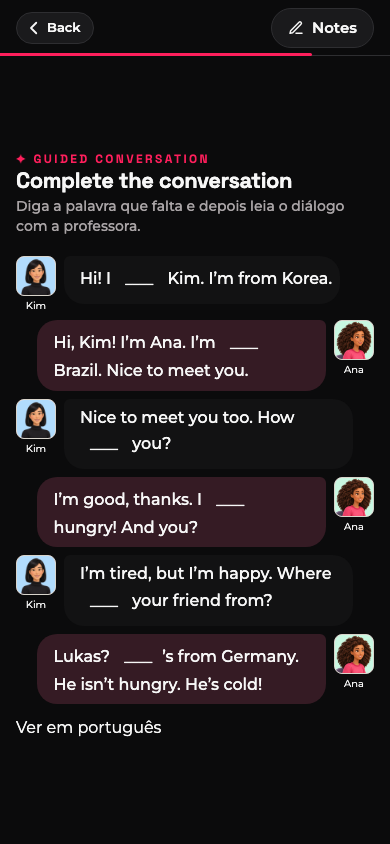 Back
Notes
GUIDED CONVERSATION
Complete the conversation
Diga a palavra que falta e depois leia o diálogo
com a professora.
Hi! I ___ Kim. I'm from Korea.
Kim
Hi, Kim! I'm Ana. I'm ___
Brazil. Nice to meet you.
Ana
Nice to meet you too. How
___ you?
Kim
I'm good, thanks. I ___
hungry! And you?
Ana
I'm tired, but I'm happy. Where
___ your friend from?
Kim
Lukas? ___ 's from Germany.
He isn't hungry. He's cold!
Ana
Ver em português